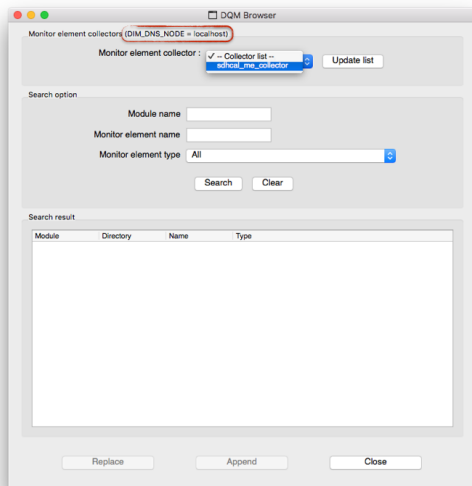 DQM Browser
Monitor element collectors (DIM_DNS_NODE = localhost)
Monitor element collector :
✓ -- Collector list --
sdhcal_me_collector
Update list
Search option
Module name
Monitor element name
Monitor element type All
Search Clear
Search result
Module Directory Name Type
Replace Append Close